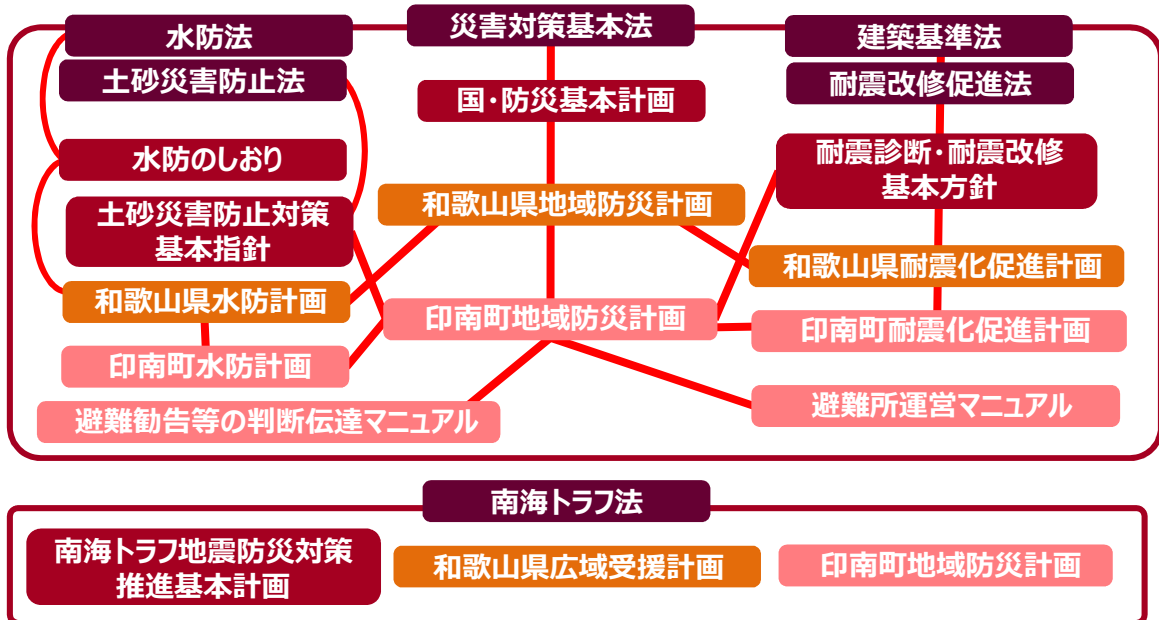 水防法
災害対策基本法
建築基準法
土砂災害防止法
耐震改修促進法
国・防災基本計画
水防のしおり
耐震診断・耐震改修
基本方針
土砂災害防止対策
基本指針
和歌山県地域防災計画
和歌山県耐震化促進計画
和歌山県水防計画
印南町地域防災計画
印南町耐震化促進計画
印南町水防計画
避難勧告等の判断伝達マニュアル
避難所運営マニュアル
南海トラフ法
南海トラフ地震防災対策
推進基本計画
和歌山県広域受援計画
印南町地域防災計画